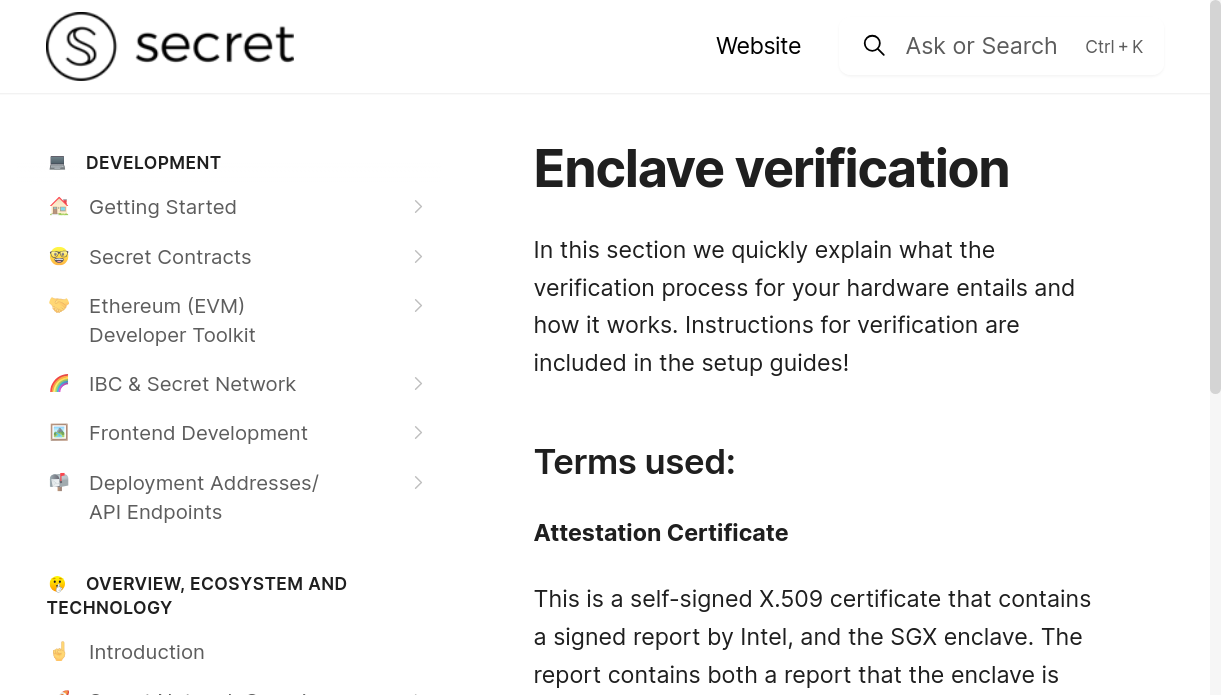 secret
Website
Ask or Search
Ctrl + K
DEVELOPMENT
Getting Started
Secret Contracts
Ethereum (EVM)
Developer Toolkit
IBC & Secret Network
Frontend Development
Deployment Addresses/
API Endpoints
OVERVIEW, ECOSYSTEM AND
TECHNOLOGY
Introduction
Enclave verification
In this section we quickly explain what the
verification process for your hardware entails and
how it works. Instructions for verification are
included in the setup guides!
Terms used:
Attestation Certificate
This is a self-signed X.509 certificate that contains
a signed report by Intel, and the SGX enclave. The
report contains both a report that the enclave is